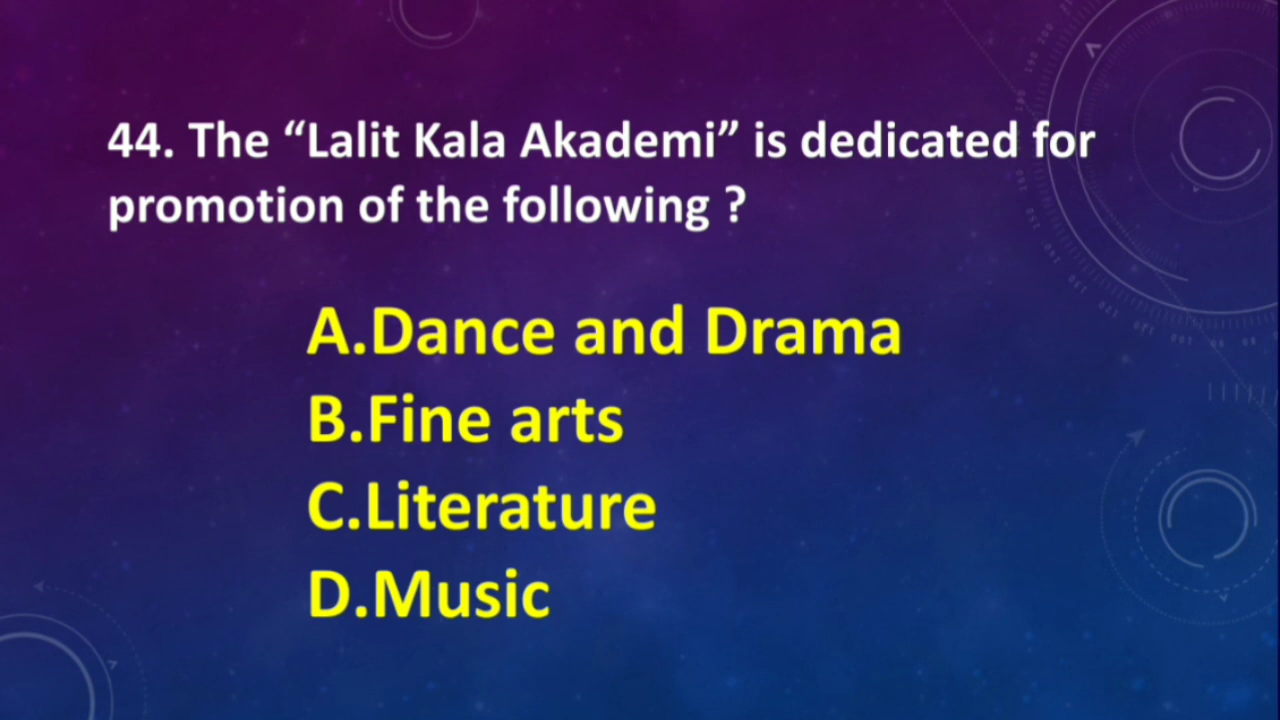 44. The “Lalit Kala Akademi” is dedicated for
promotion of the following ?
A.Dance and Drama
B.Fine arts
C.Literature
D.Music